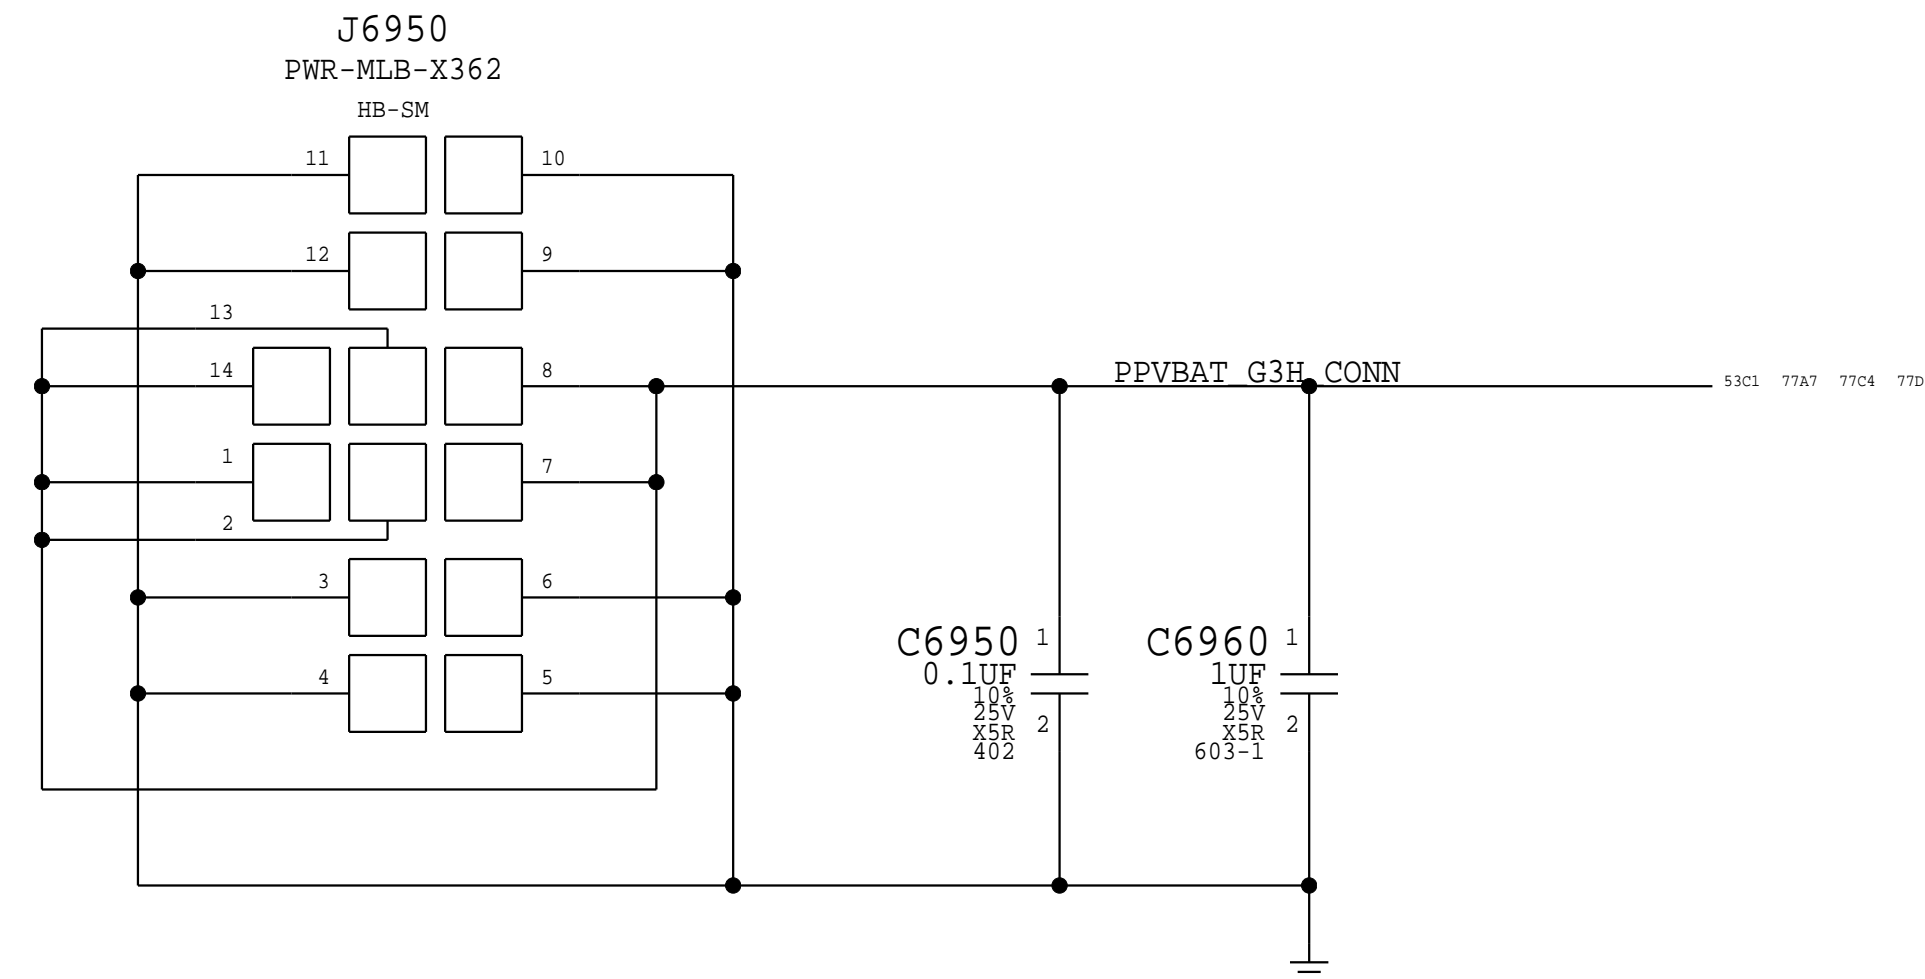 J6950
PWR-MLB-X362
HB-SM
11
10
12
9
13
14
8
PPVBAT_G3H_CONN
53C1 77A7 77C4 77D
1
7
2
3
6
4
5
C6950
1
0.1UF
10%
25V
X5R
402
2
C6960
1
1UF
10%
25V
X5R
603-1
2